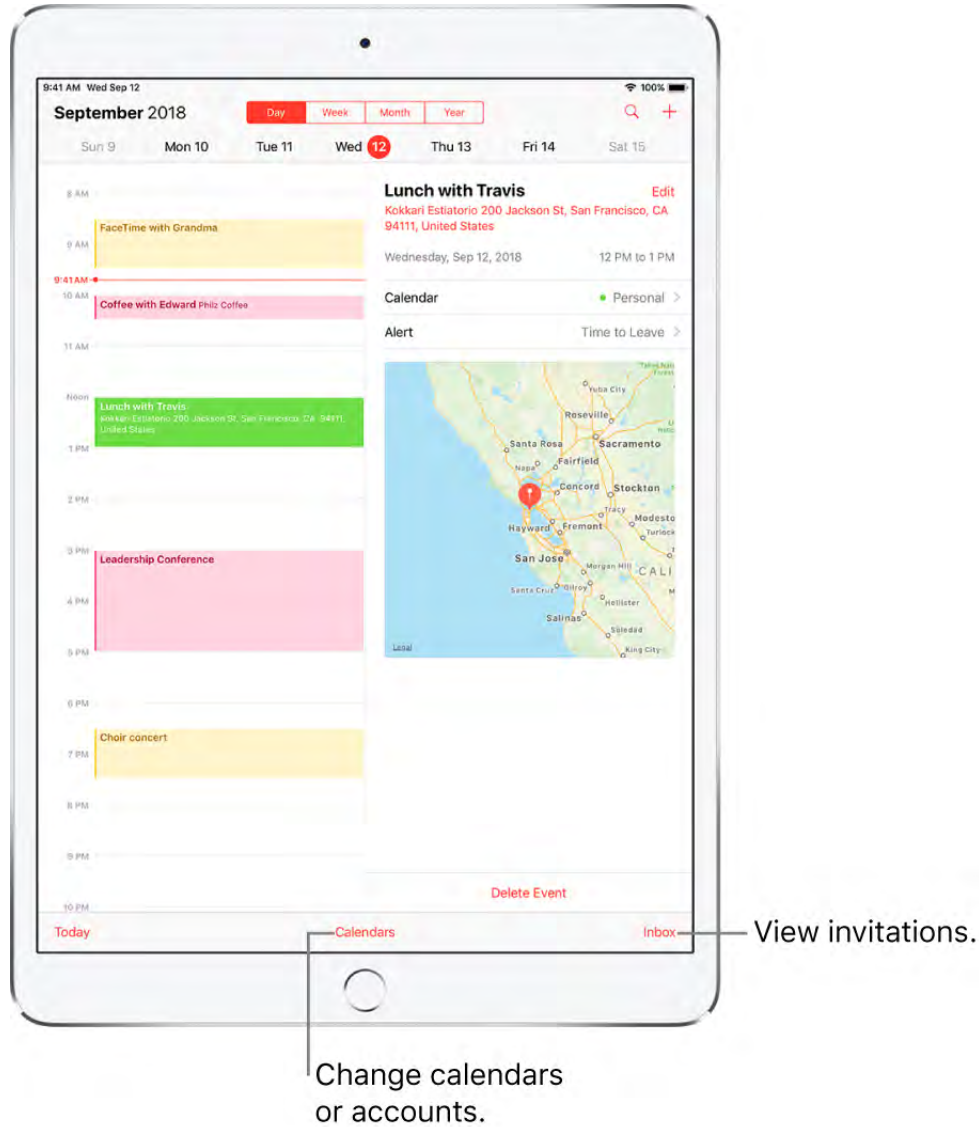 9:41 AM Wed Sep 12
100%
September 2018
Day Week Month Year
Sun 9 Mon 10 Tue 11 Wed 12 Thu 13 Fri 14 Sat 15
8 AM
FaceTime with Grandma
9 AM
9:41 AM
10 AM
Coffee with Edward Philz Coffee
11 AM
Noon
Lunch with Travis
Kokkari Estiatorio 200 Jackson St, San Francisco, CA 94111,
United States
1 PM
2 PM
3 PM
Leadership Conference
4 PM
5 PM
6 PM
Choir concert
7 PM
8 PM
9 PM
10 PM
Lunch with Travis Edit
Kokkari Estiatorio 200 Jackson St, San Francisco, CA
94111, United States
Wednesday, Sep 12, 2018 12 PM to 1 PM
Calendar Personal
Alert Time to Leave
Yuba City
Roseville
Santa Rosa Sacramento
Napa Fairfield
Concord Stockton
Tracy
Modesto
Hayward Fremont
Turlock
San Jose
Morgan Hill CALI
Santa Cruz Gilroy
Hollister
Salinas
Soledad
Legal King City
Delete Event
Today Calendars Inbox
View invitations.
Change calendars
or accounts.